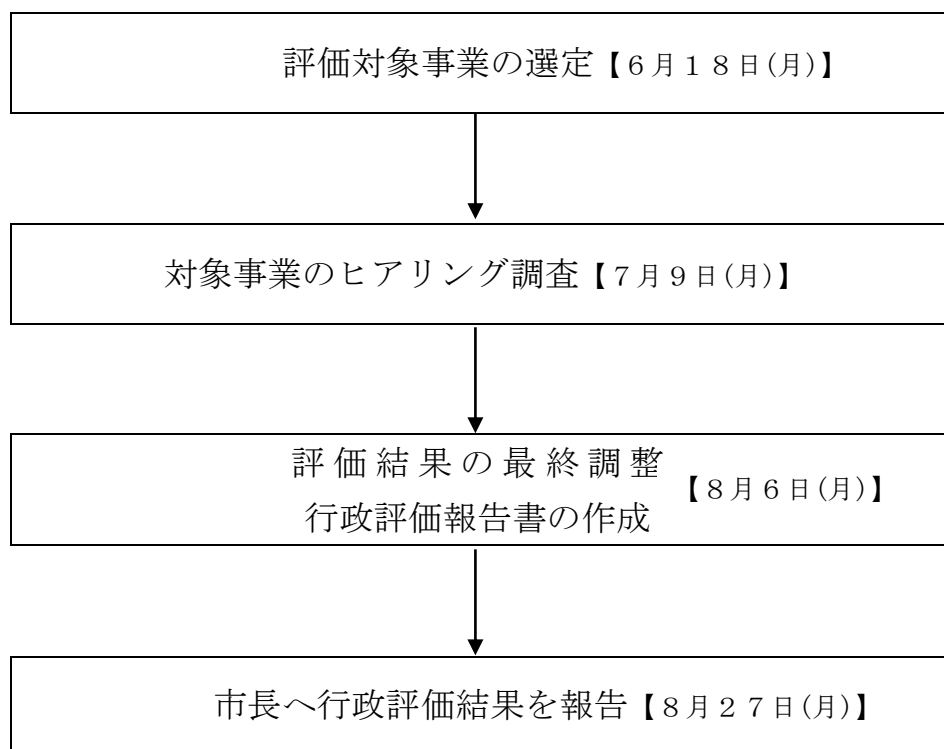 評価対象事業の選定【６月１８日(月)】
対象事業のヒアリング調査【７月９日(月)】
評価結果の最終調整
行政評価報告書の作成
【８月６日(月)】
市長へ行政評価結果を報告【８月２７日(月)】